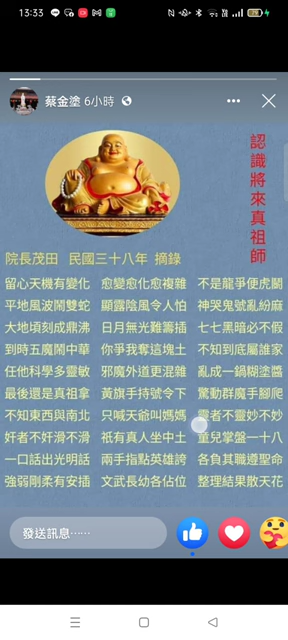 13:33
蔡金塗 6小時
認識將來真祖師
院長茂田 民國三十八年 摘錄
留心天機有變化 愈變愈化愈複雜 不是龍爭便虎鬭
平地風波鬧雙蛇 顯露陰風令人怕 神哭鬼號亂紛麻
大地頃刻成鼎沸 日月無光難籌插 七七黑暗必不假
到時五魔鬧中華 你爭我奪這塊土 不知到底屬誰家
任他科學多靈敏 邪魔外道更混雜 亂成一鍋糊塗醬
最後還是真祖拿 黃旗手持號令下 驚動群魔手腳爬
不知東西與南北 只喊天爺叫媽媽 靈者不靈妙不妙
奸者不奸滑不滑 祇有真人坐中土 童兒掌盤一十八
一口話出光明話 兩手指點英雄誇 各負其職遵聖命
強弱剛柔有安插 文武長幼各佔位 整理結果散天花
發送訊息……